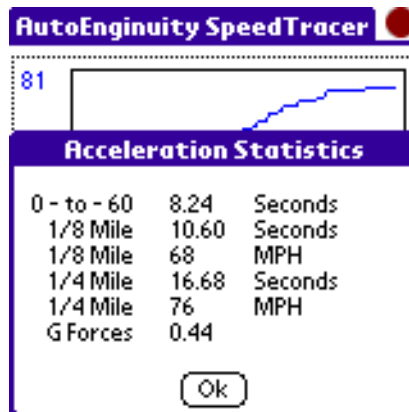 AutoEnginuity SpeedTracer
81
Acceleration Statistics
0 - to - 60 8.24 Seconds
1/8 Mile 10.60 Seconds
1/8 Mile 68 MPH
1/4 Mile 16.68 Seconds
1/4 Mile 76 MPH
G Forces 0.44
Ok